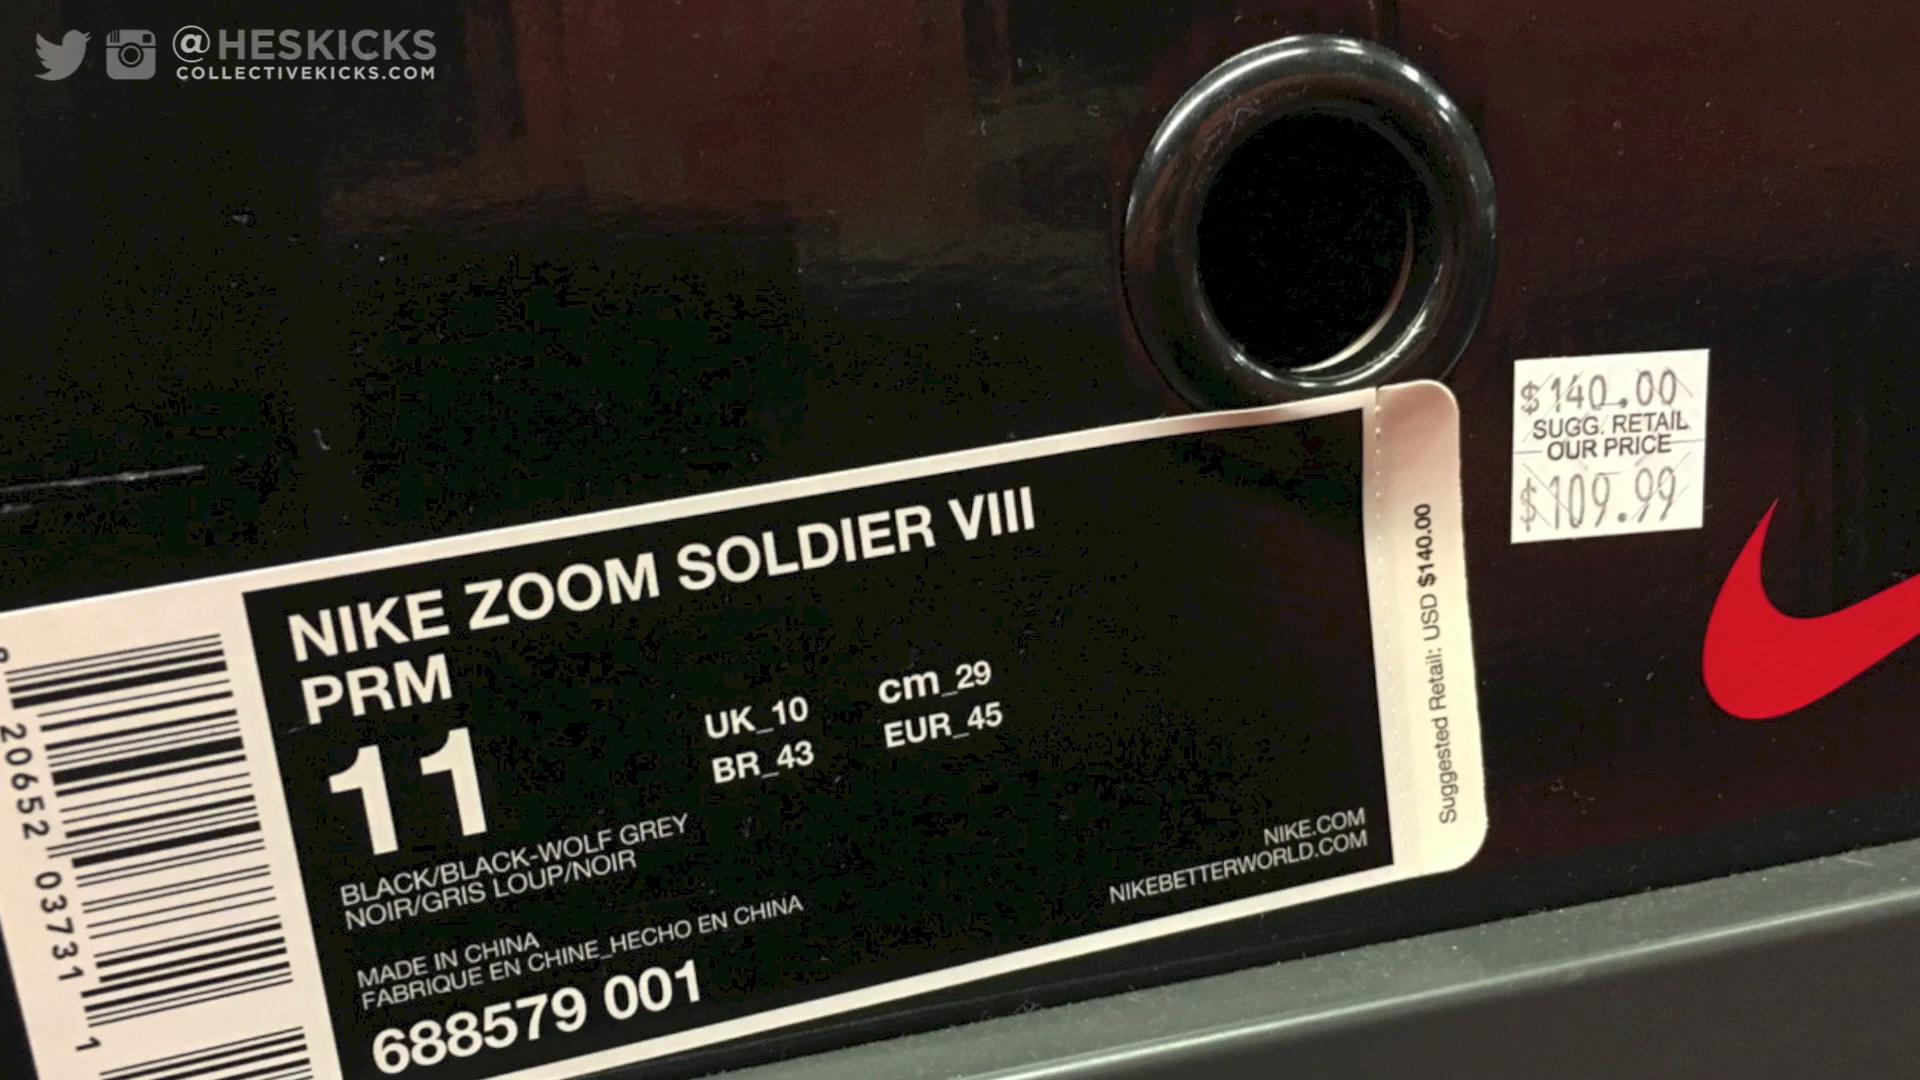 @HESKICKS
COLLECTIVEKICKS.COM
$140.00
SUGG. RETAIL
OUR PRICE
$109.99
NIKE ZOOM SOLDIER VIII
PRM
11
UK_10
cm_29
BR_43
EUR_45
BLACK/BLACK-WOLF GREY
NOIR/GRIS LOUP/NOIR
MADE IN CHINA
FABRIQUE EN CHINE_HECHO EN CHINA
688579 001
NIKE.COM
NIKEBETTERWORLD.COM
Suggested Retail: USD $140.00
20652 03731 1